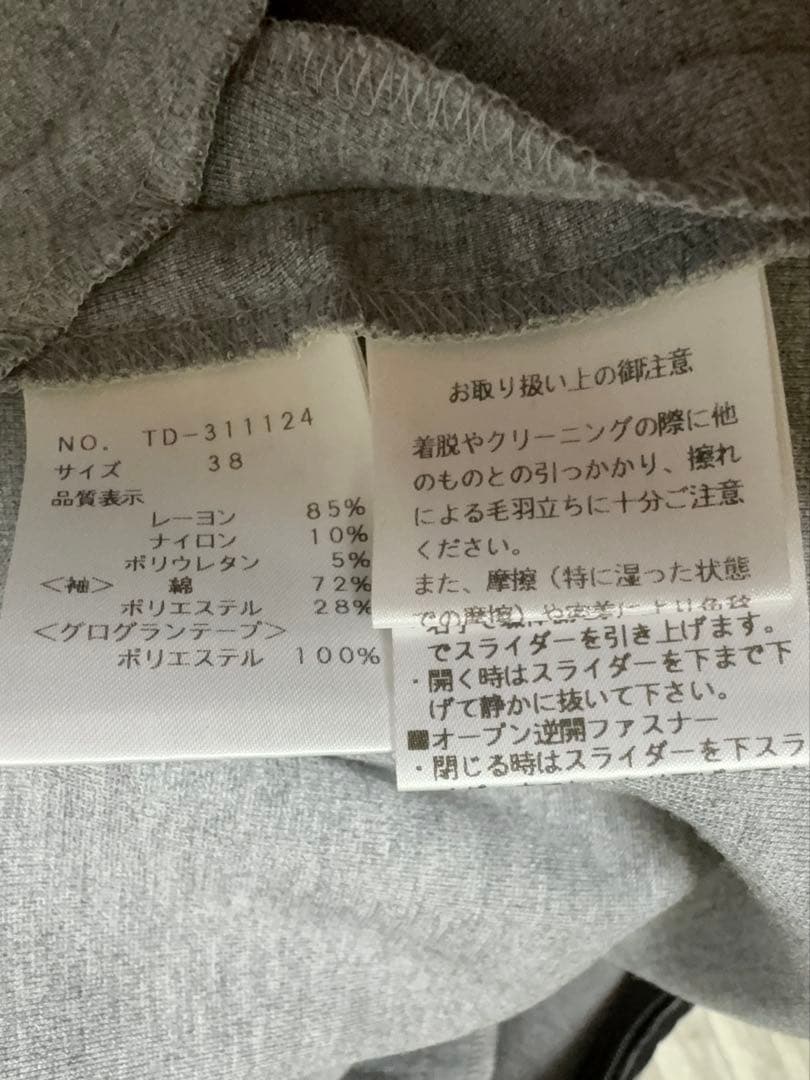 NO. TD-311124
サイズ 38
品質表示
レーヨン 85%
ナイロン 10%
ポリウレタン 5%
＜袖＞ 綿 72%
ポリエステル 28%
＜グログランテープ＞
ポリエステル 100%
お取り扱い上の御注意
着脱やクリーニングの際に他
のものとの引っかかり、擦れ
による毛羽立ちに十分ご注意
ください。
また、摩擦（特に湿った状態
での摩擦）や
でスライダーを引き上げます。
・開く時はスライダーを下まで下
げて静かに抜いて下さい。
■オープン逆開ファスナー
・閉じる時はスライダーを下スラ